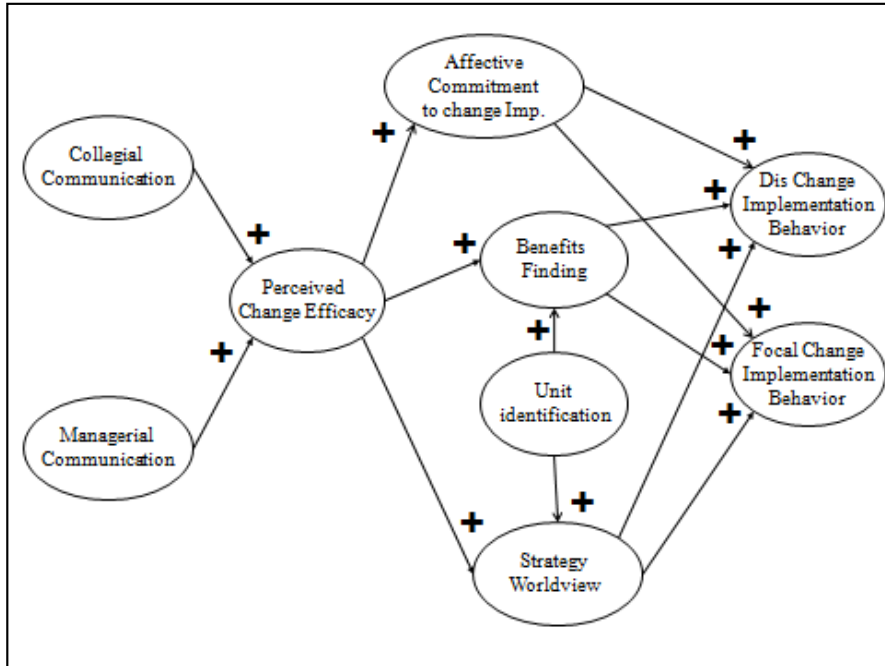 Affective
Commitment
to change Imp.
Collegial
Communication
Dis Change
Implementation
Behavior
Benefits
Finding
Perceived
Change Efficacy
Focal Change
Implementation
Behavior
Unit
identification
Managerial
Communication
Strategy
Worldview
+
+
+
+
+
+
+
+
+
+
+
+
+